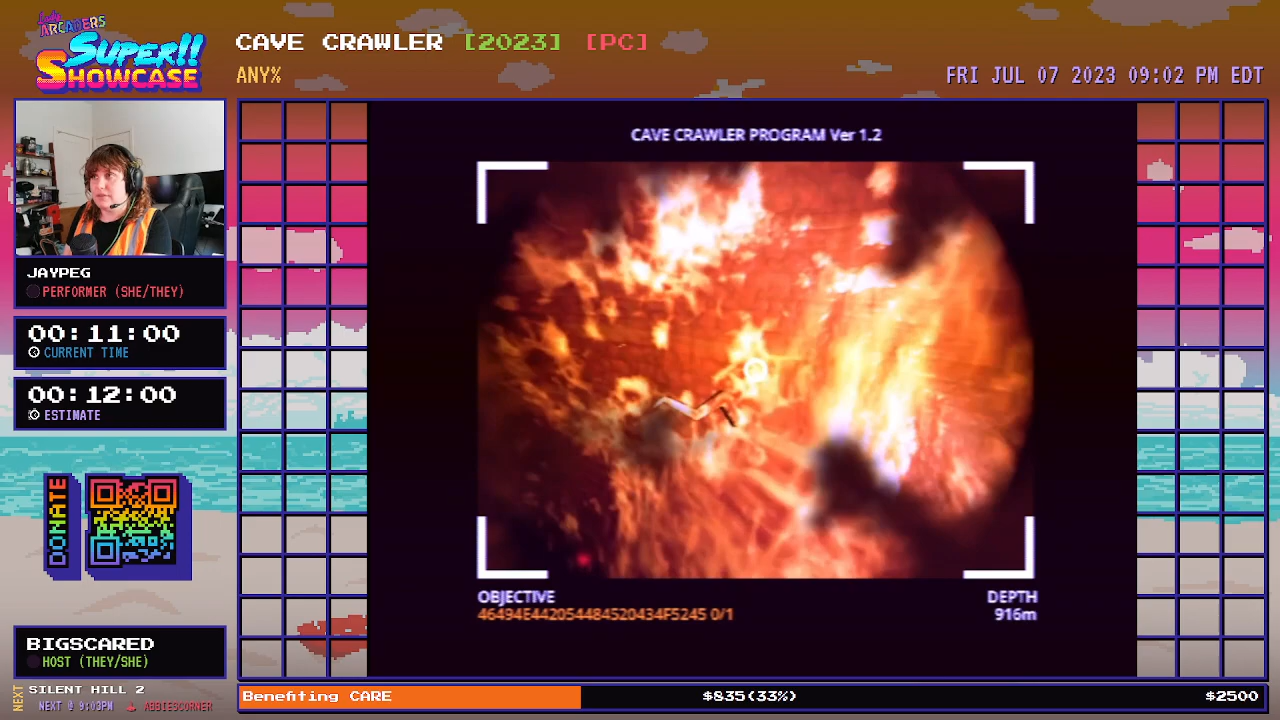 Lady
ARCADERS
SUPER!!
SHOWCASE
CAVE CRAWLER [2023] [PC]
ANY%
FRI JUL 07 2023 09:02 PM EDT
CAVE CRAWLER PROGRAM Ver 1.2
JAYPEG
PERFORMER (SHE/THEY)
00:11:00
CURRENT TIME
00:12:00
ESTIMATE
DONATE
OBJECTIVE
46494E442054484520434F5245 0/1
DEPTH
916m
BIGSCARED
HOST (THEY/SHE)
NEXT
SILENT HILL 2
NEXT @ 9:03PM
ABBIESCORNER
Benefiting CARE
$835(33%)
$2500